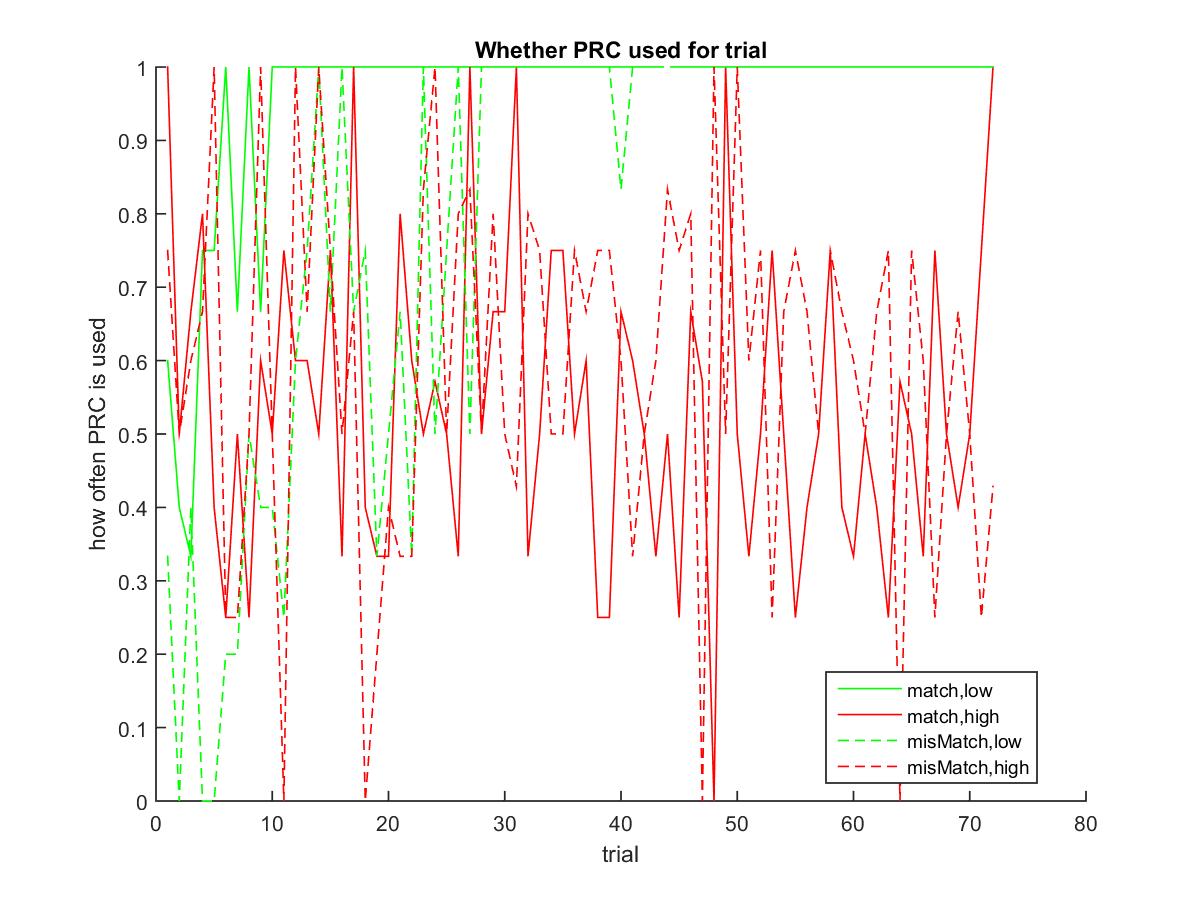 Whether PRC used for trial
1
0.9
0.8
0.7
0.6
0.5
0.4
0.3
0.2
0.1
0
how often PRC is used
match,low
match,high
misMatch,low
misMatch,high
0 10 20 30 40 50 60 70 80
trial